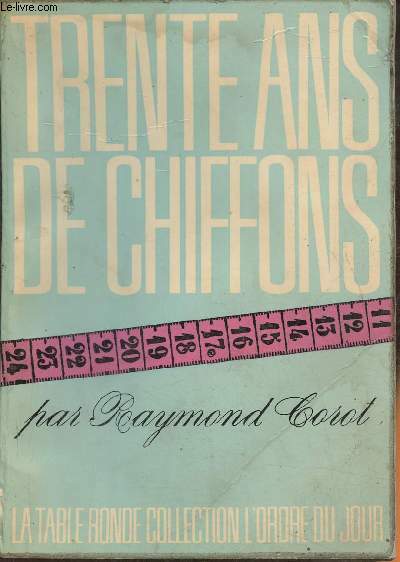 Le-livre.com
TRENTE ANS
DE CHIFFONS
24 23 22 21 20 19 18 17 16 15 14 13 12 11
par Raymond Corot
LA TABLE RONDE COLLECTION L'ORDRE DU JOUR